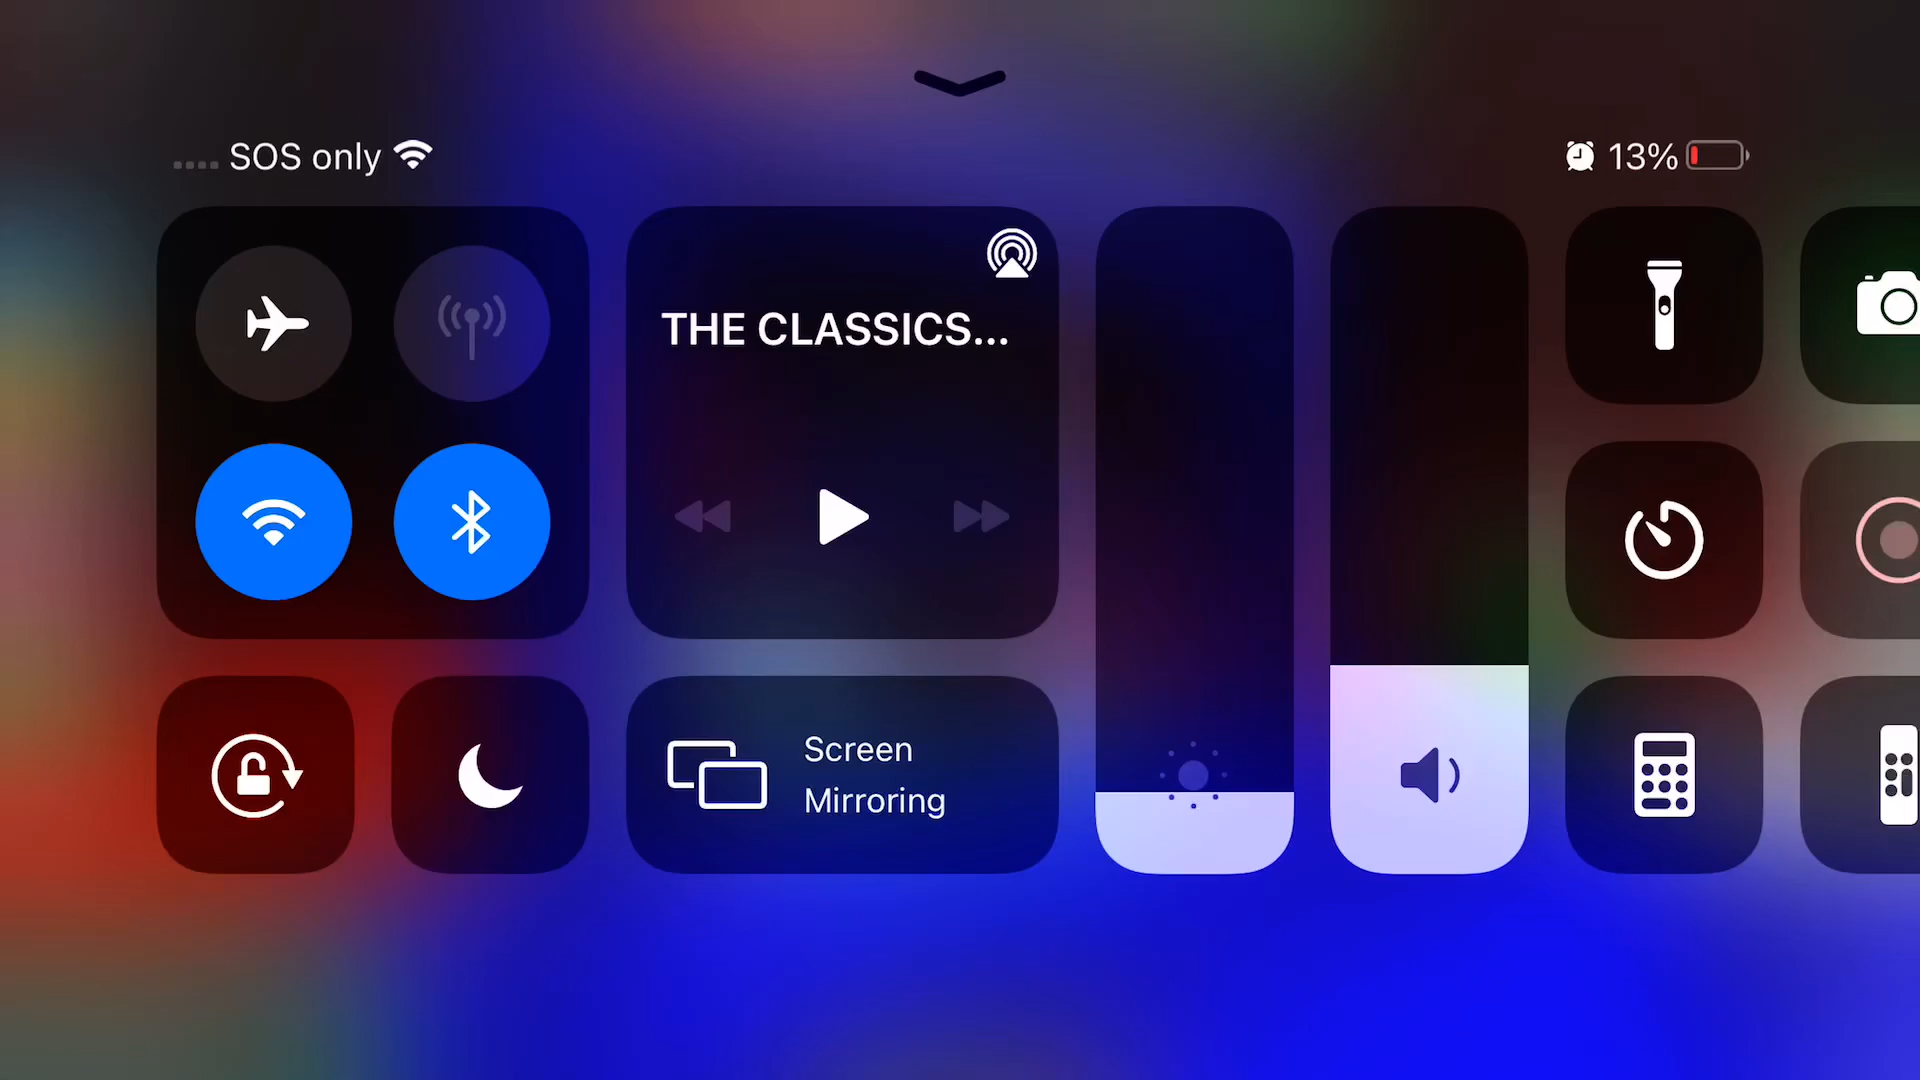 SOS only
13%
THE CLASSICS...
Screen
Mirroring